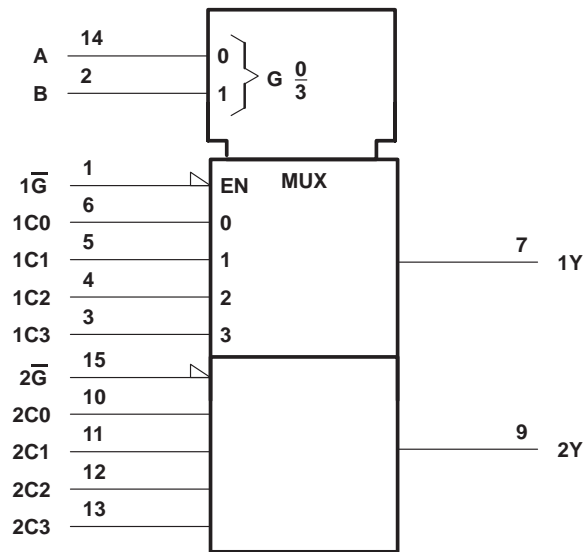 A 14 0
B 2 1
G 0/3
1G̅ 1 EN MUX
1C0 6 0
1C1 5 1
7 1Y
1C2 4 2
1C3 3 3
2G̅ 15
2C0 10
2C1 11
9 2Y
2C2 12
2C3 13